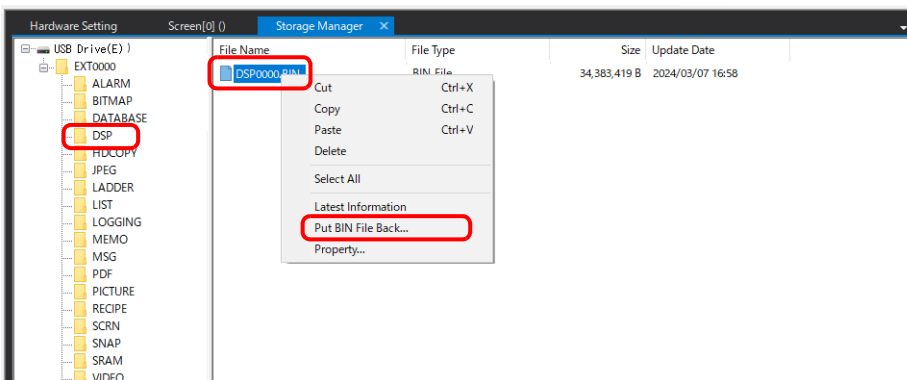 Hardware Setting Screen[0] () Storage Manager ×
USB Drive(E) )
EXT0000
ALARM
BITMAP
DATABASE
DSP
HDCOPY
JPEG
LADDER
LIST
LOGGING
MEMO
MSG
PDF
PICTURE
RECIPE
SCRN
SNAP
SRAM
VIDEO
File Name File Type Size Update Date
DSP0000.BIN BIN File 34,383,419 B 2024/03/07 16:58
Cut Ctrl+X
Copy Ctrl+C
Paste Ctrl+V
Delete
Select All
Latest Information
Put BIN File Back...
Property...